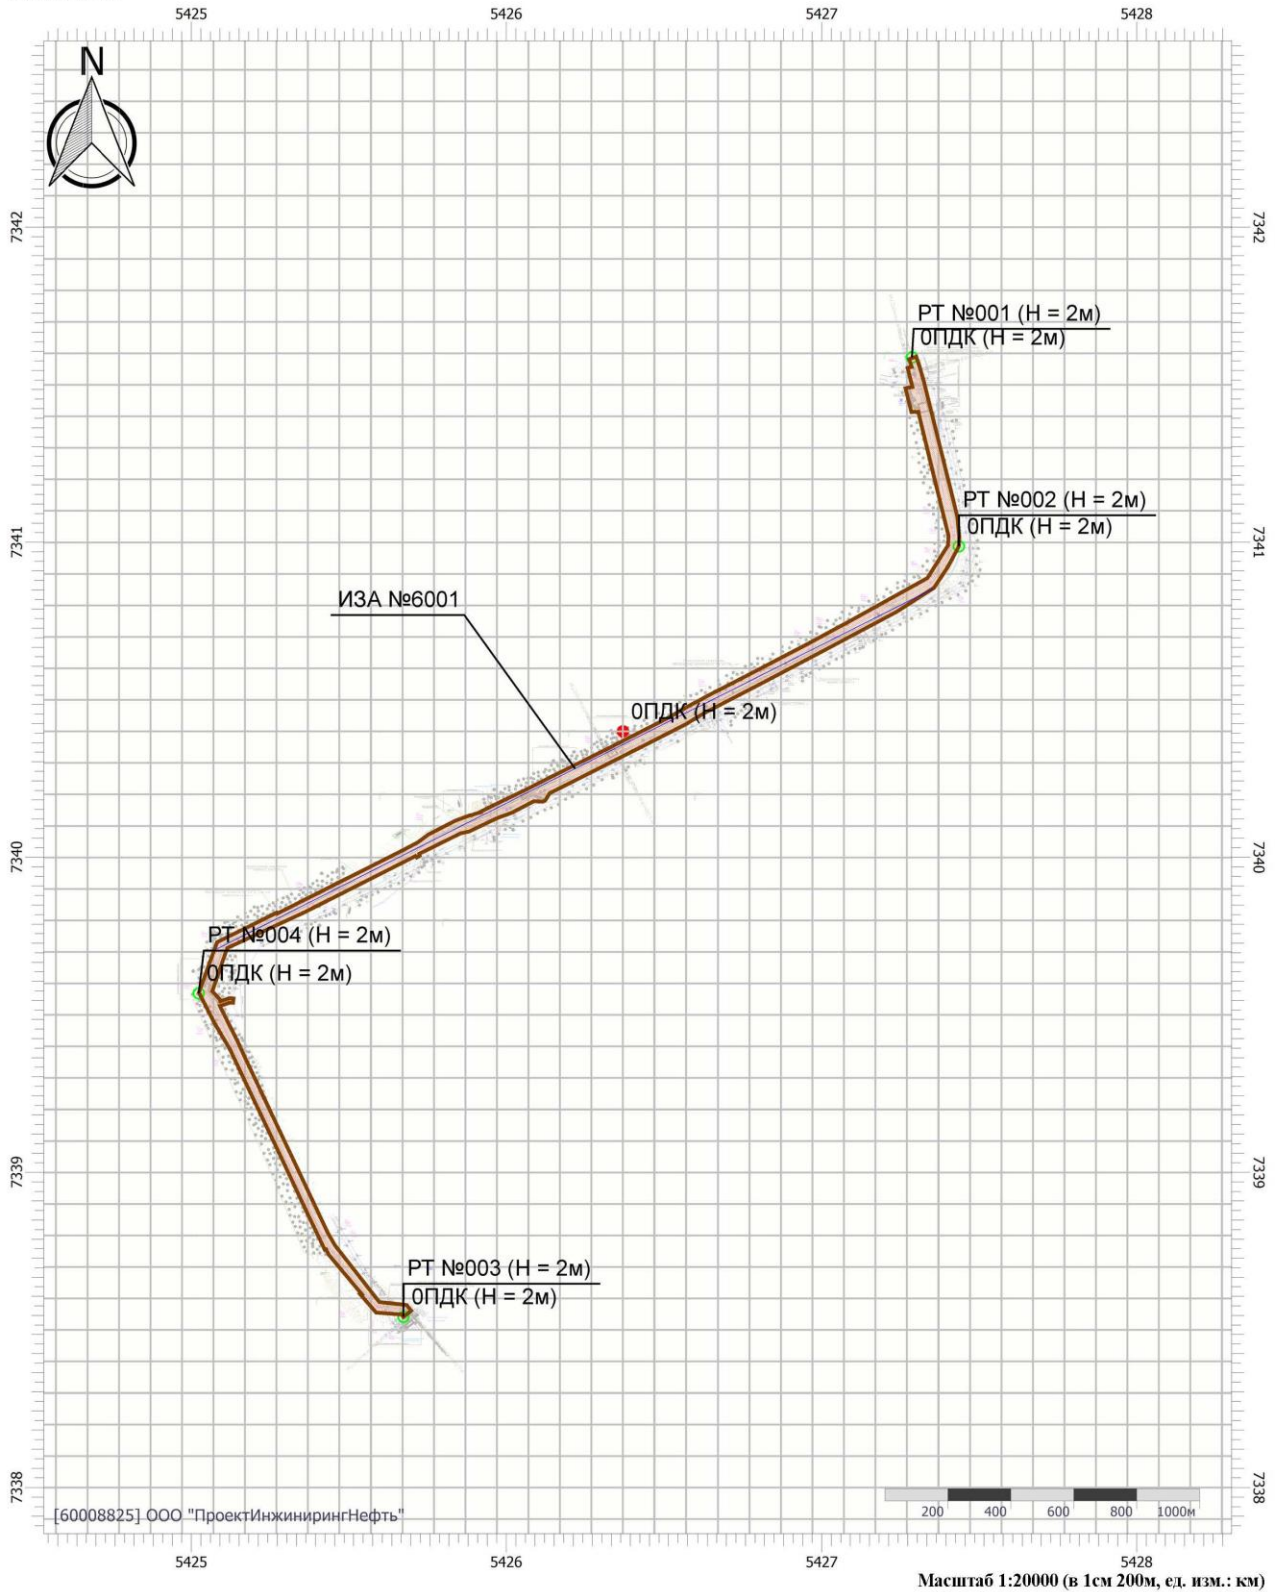 5425 5426 5427 5428
N
7342 7342
РТ №001 (Н = 2м)
0ПДК (Н = 2м)
РТ №002 (Н = 2м)
0ПДК (Н = 2м)
7341 7341
ИЗА №6001
0ПДК (Н = 2м)
7340 7340
РТ №004 (Н = 2м)
0ПДК (Н = 2м)
7339 7339
РТ №003 (Н = 2м)
0ПДК (Н = 2м)
7338 7338
[60008825] ООО "ПроектИнжинирингНефть"
200 400 600 800 1000м
5425 5426 5427 5428
Масштаб 1:20000 (в 1см 200м, ед. изм.: км)